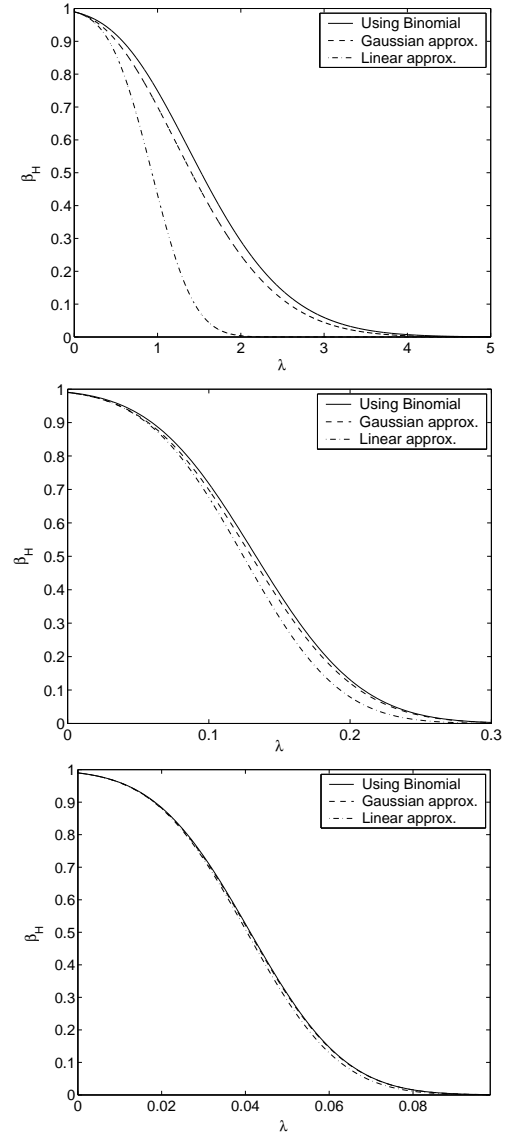 1
0.9
0.8
0.7
0.6
0.5
0.4
0.3
0.2
0.1
0
β_H
0 1 2 3 4 5
λ
Using Binomial
Gaussian approx.
Linear approx.
1
0.9
0.8
0.7
0.6
0.5
0.4
0.3
0.2
0.1
0
β_H
0 0.1 0.2 0.3
λ
Using Binomial
Gaussian approx.
Linear approx.
1
0.9
0.8
0.7
0.6
0.5
0.4
0.3
0.2
0.1
0
β_H
0 0.02 0.04 0.06 0.08
λ
Using Binomial
Gaussian approx.
Linear approx.